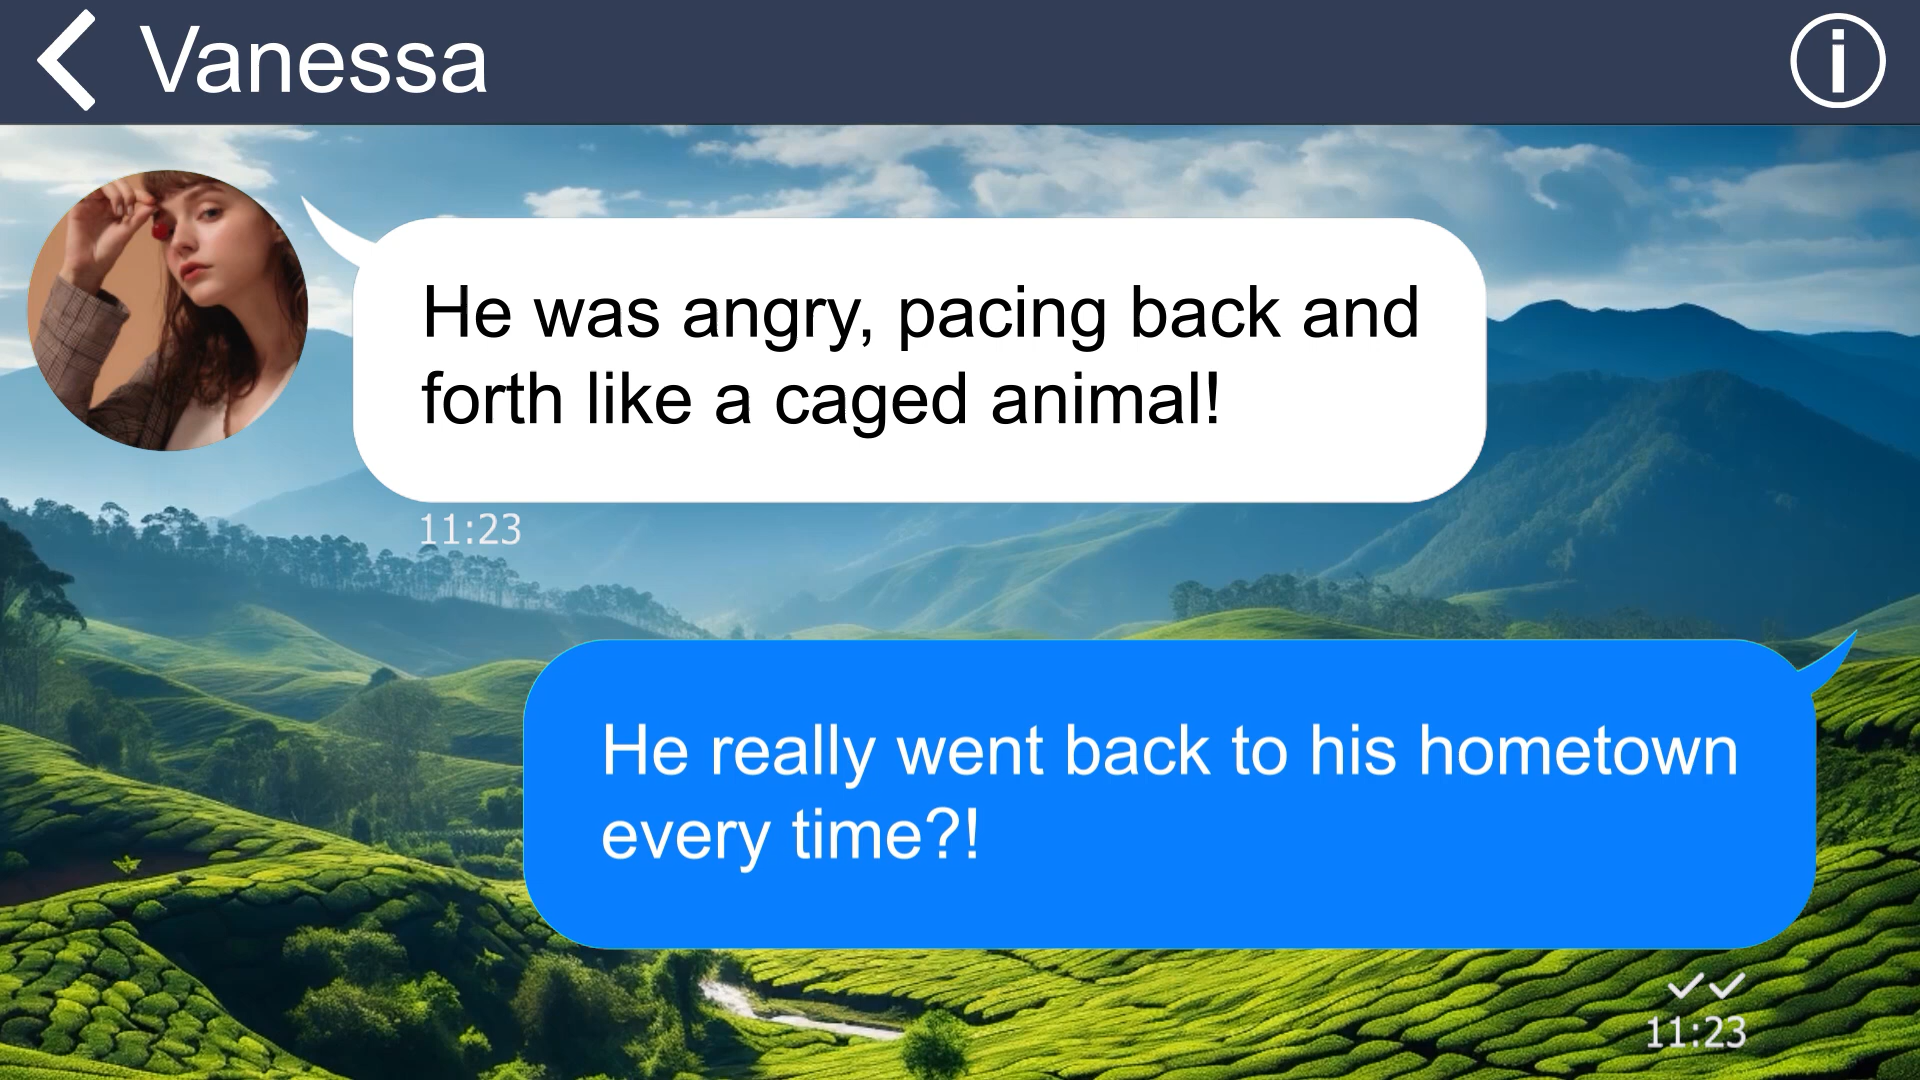 Vanessa
He was angry, pacing back and
forth like a caged animal!
11:23
He really went back to his hometown
every time?!
11:23